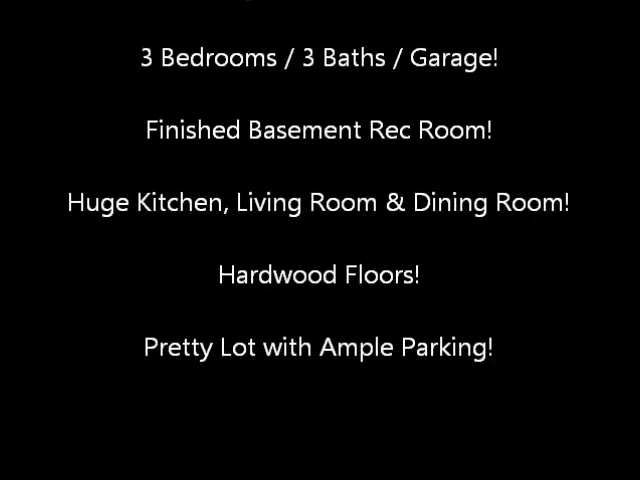 3 Bedrooms / 3 Baths / Garage!
Finished Basement Rec Room!
Huge Kitchen, Living Room & Dining Room!
Hardwood Floors!
Pretty Lot with Ample Parking!